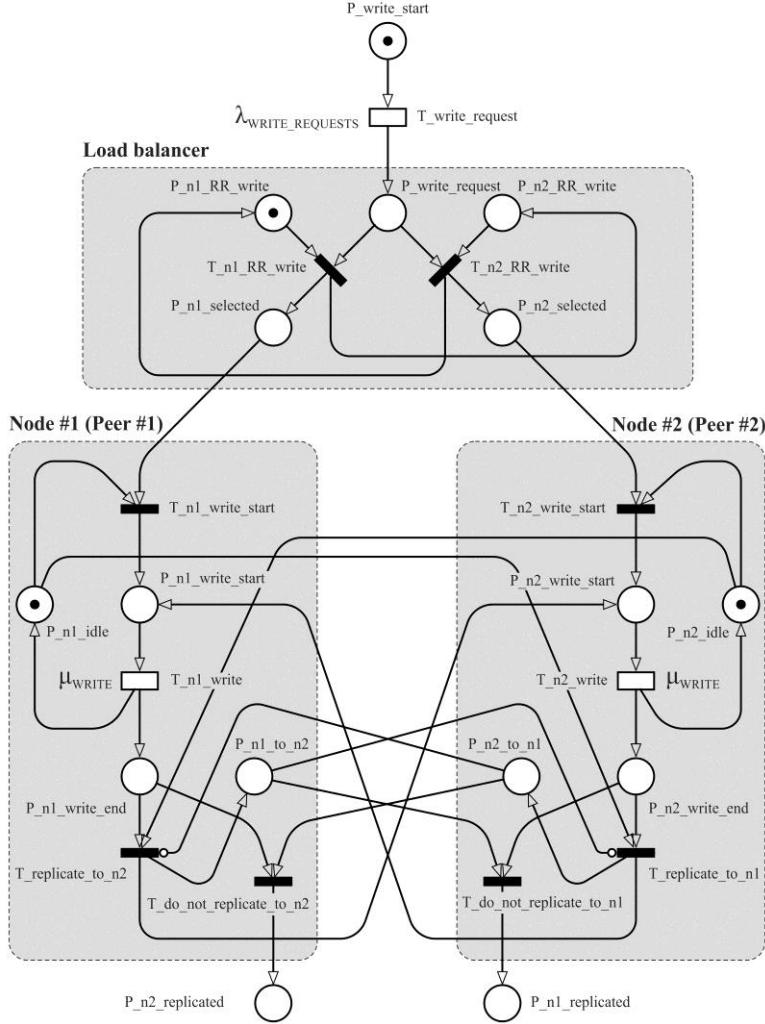 P_write_start
λWRITE_REQUESTS T_write_request
Load balancer
P_n1_RR_write P_write_request P_n2_RR_write
T_n1_RR_write T_n2_RR_write
P_n1_selected P_n2_selected
Node #1 (Peer #1) Node #2 (Peer #2)
T_n1_write_start T_n2_write_start
P_n1_write_start P_n2_write_start
P_n1_idle P_n2_idle
μWRITE T_n1_write T_n2_write μWRITE
P_n1_to_n2 P_n2_to_n1
P_n1_write_end P_n2_write_end
T_replicate_to_n2 T_replicate_to_n1
T_do_not_replicate_to_n2 T_do_not_replicate_to_n1
P_n2_replicated P_n1_replicated